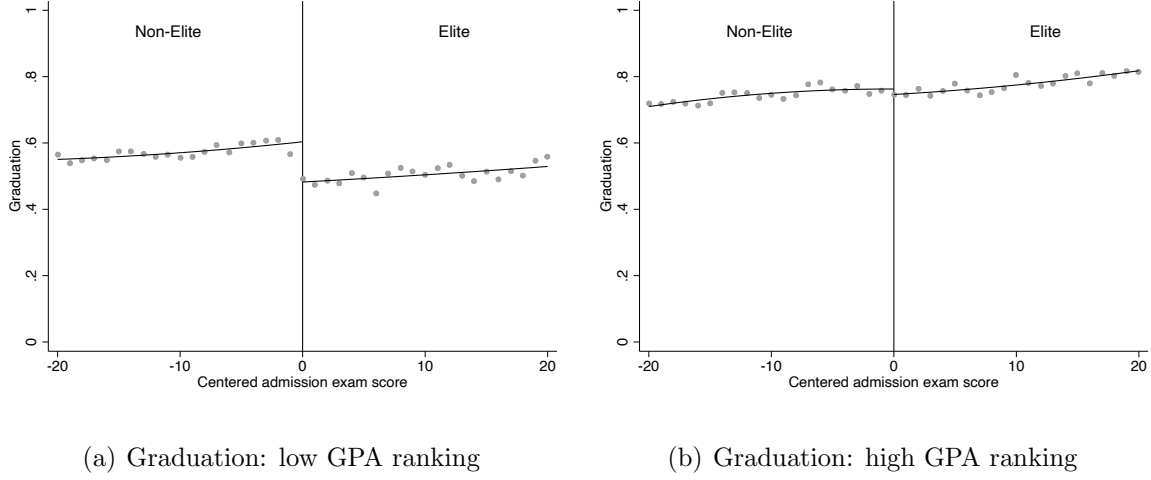 Non-Elite Elite
Graduation
0 .2 .4 .6 .8 1
-20 -10 0 10 20
Centered admission exam score
(a) Graduation: low GPA ranking
Non-Elite Elite
Graduation
0 .2 .4 .6 .8 1
-20 -10 0 10 20
Centered admission exam score
(b) Graduation: high GPA ranking